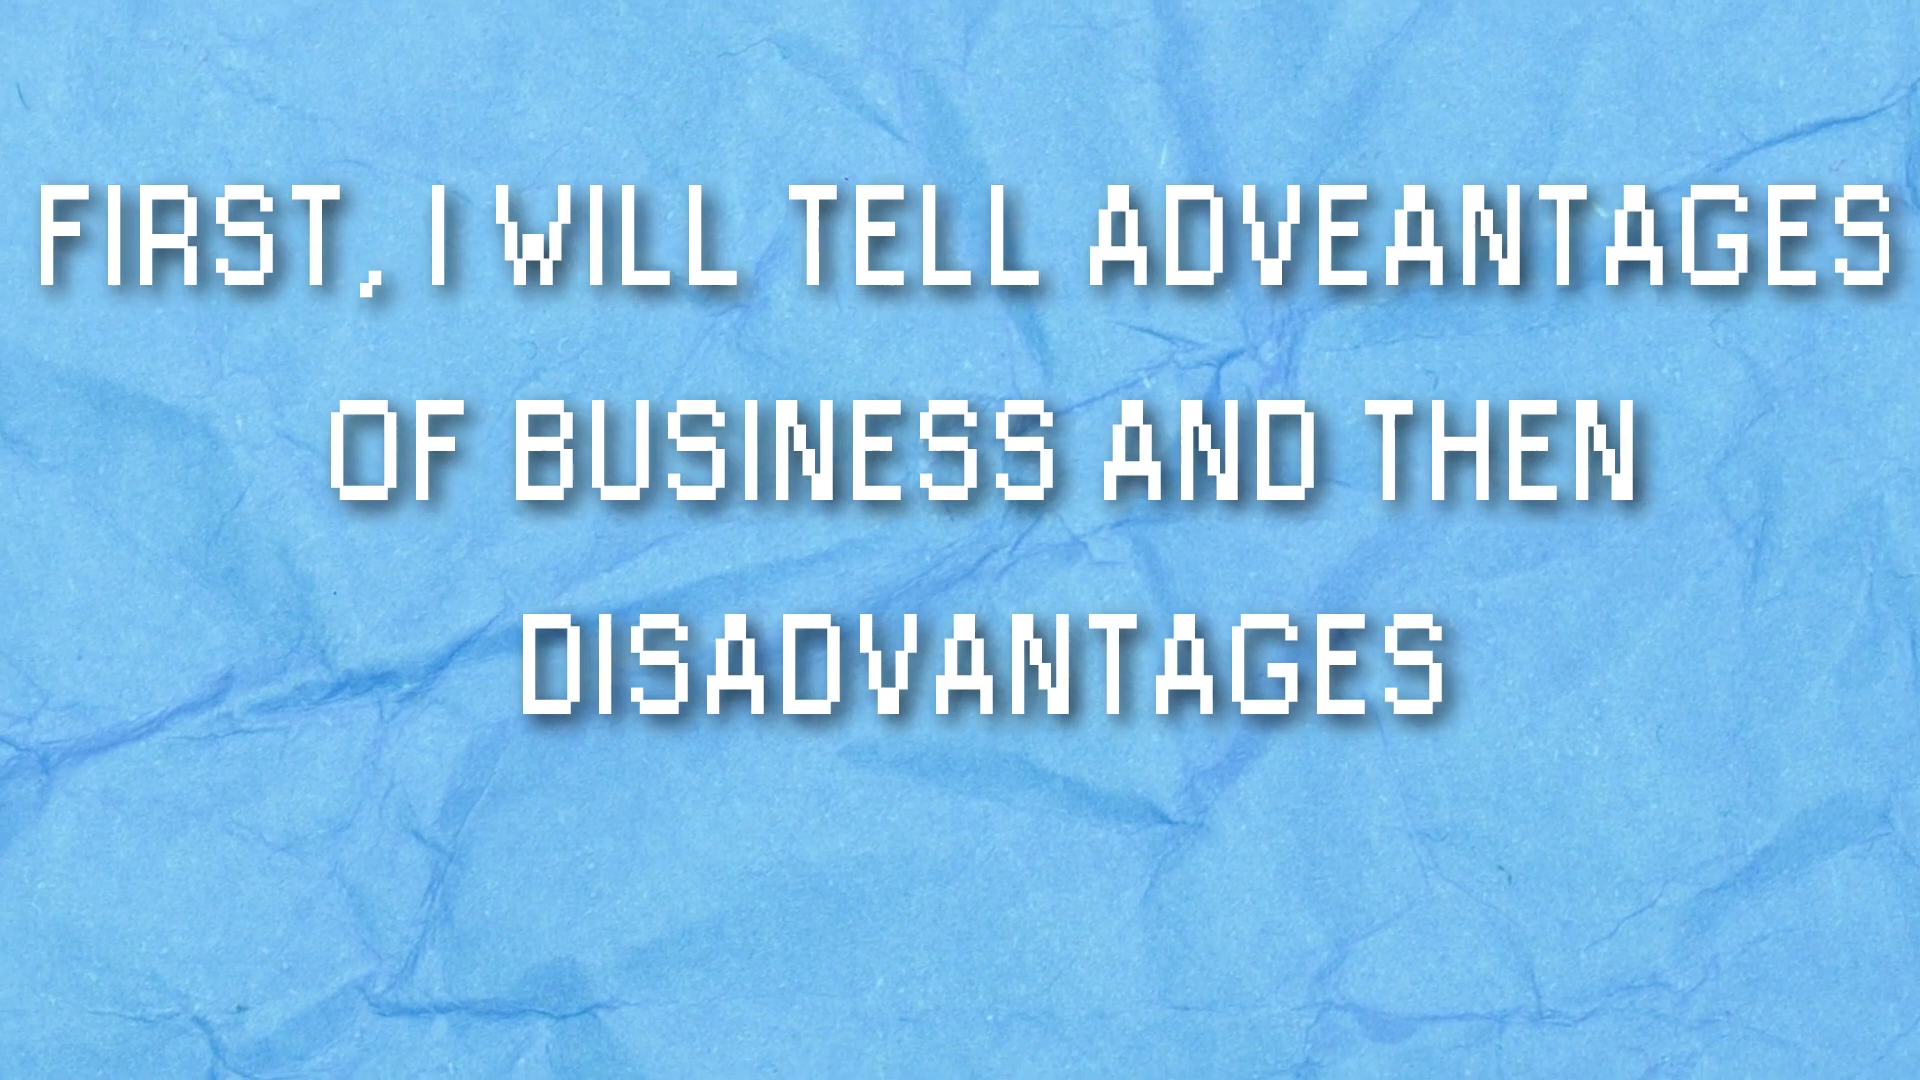 FIRST, I WILL TELL ADVEANTAGES
OF BUSINESS AND THEN
DISADVANTAGES